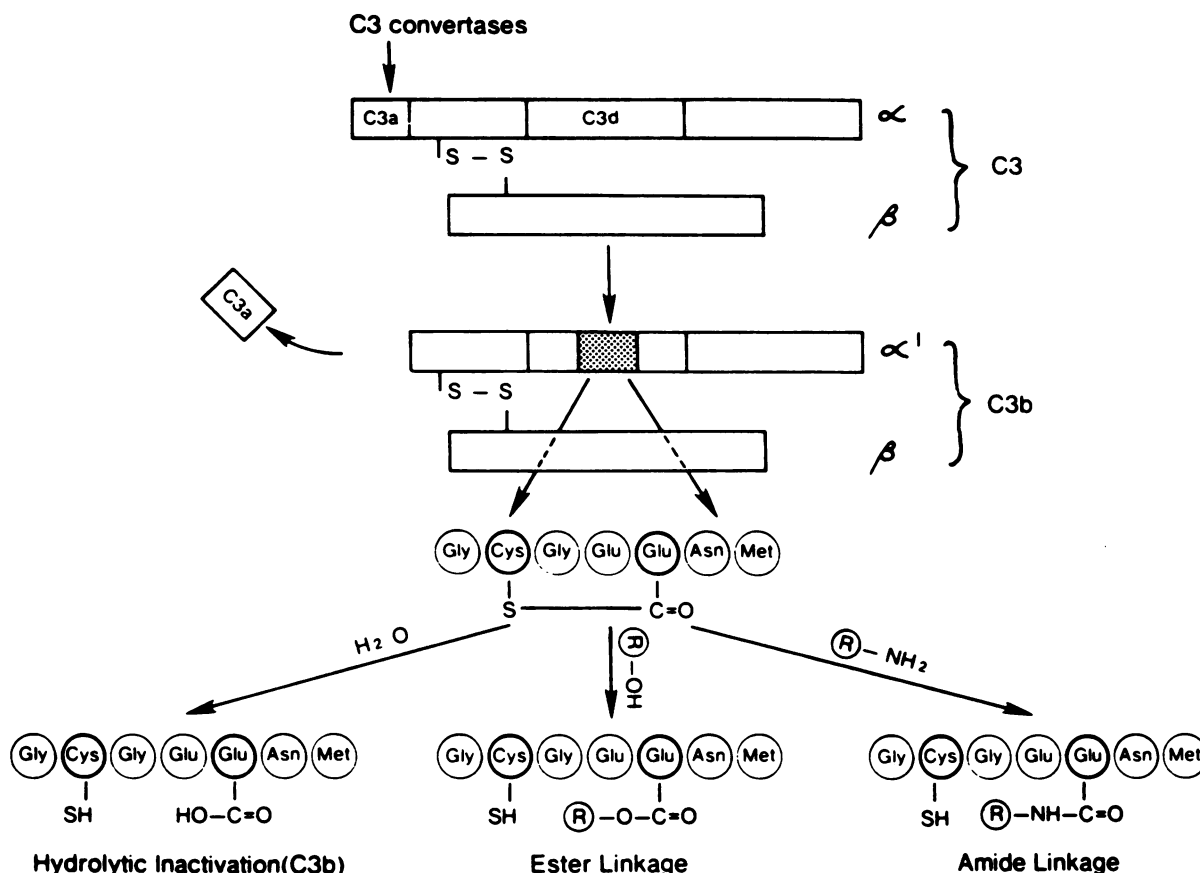 C3 convertases
C3a C3d α
S – S
C3
β
C3a
α'
S – S
C3b
β
Gly Cys Gly Glu Glu Asn Met
S C=O
H2O
R–OH
R–NH2
Gly Cys Gly Glu Glu Asn Met
SH HO–C=O
Gly Cys Gly Glu Glu Asn Met
SH R–O–C=O
Gly Cys Gly Glu Glu Asn Met
SH R–NH–C=O
Hydrolytic Inactivation(C3b)
Ester Linkage
Amide Linkage